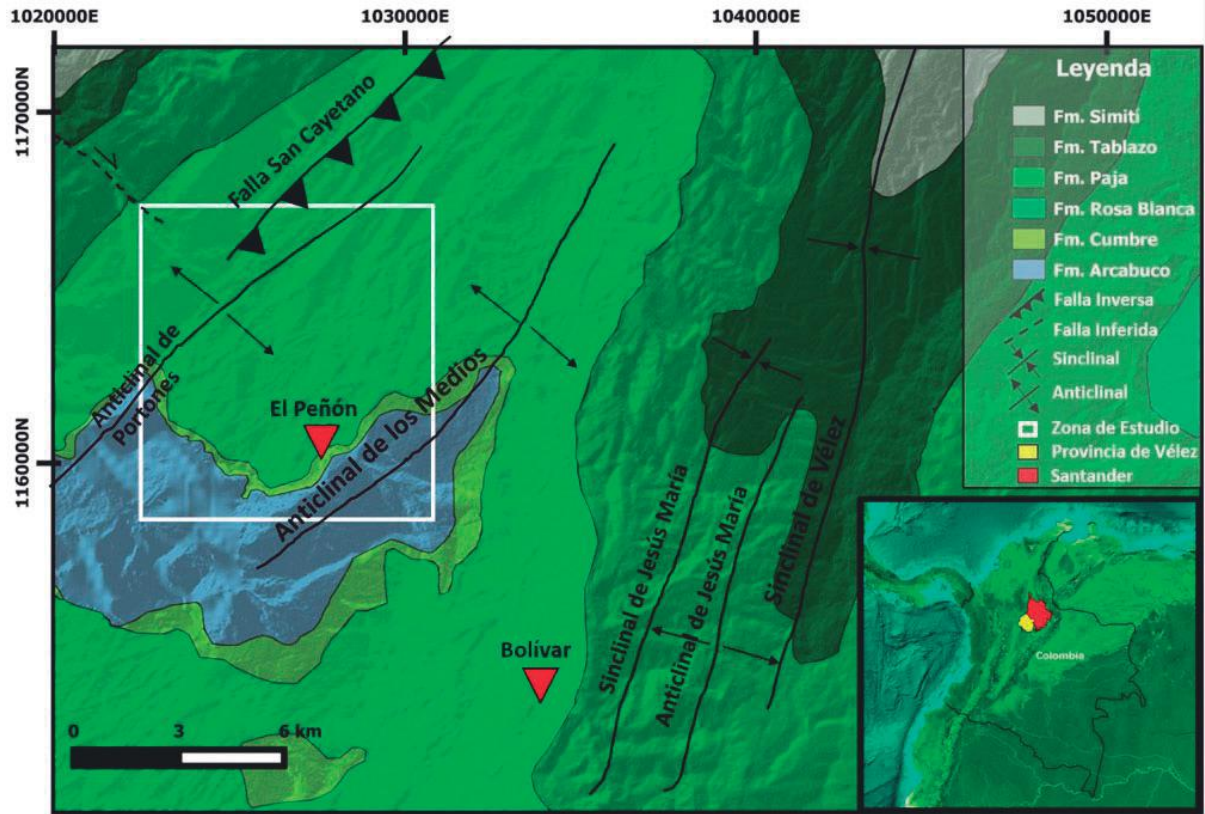 1020000E
1030000E
1040000E
1050000E
1170000N
1160000N
Falla San Cayetano
Anticlinal de
Portones
El Peñón
Anticlinal de los Medios
Bolívar
Sinclinal de Jesús María
Anticlinal de Jesús María
Sinclinal de Vélez
0
3
6 km
Leyenda
Fm. Simití
Fm. Tablazo
Fm. Paja
Fm. Rosa Blanca
Fm. Cumbre
Fm. Arcabuco
Falla Inversa
Falla Inferida
Sinclinal
Anticlinal
Zona de Estudio
Provincia de Vélez
Santander
Colombia